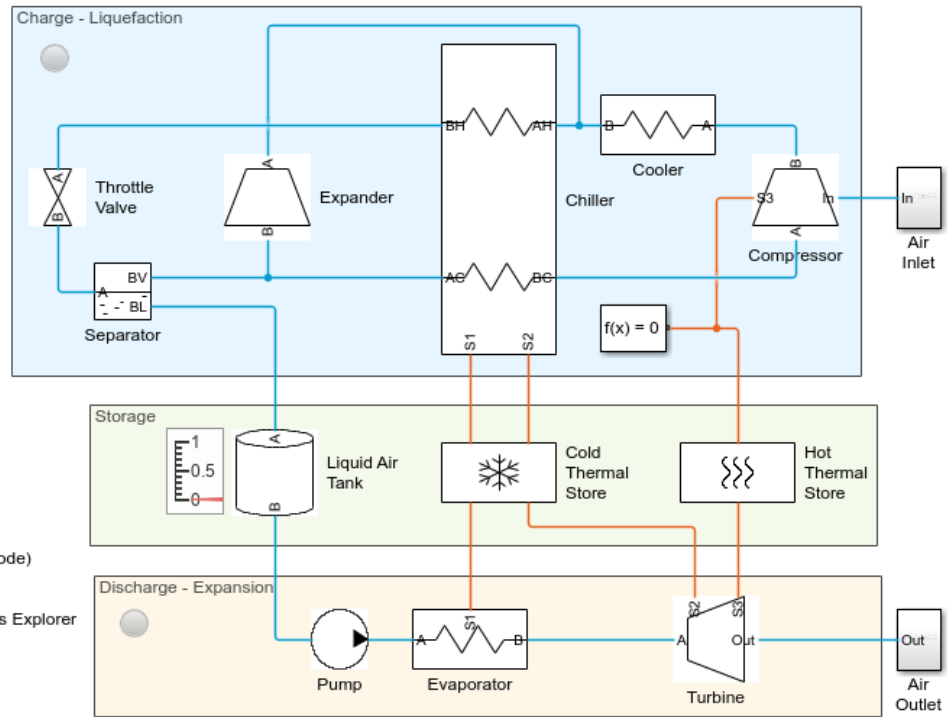 Charge - Liquefaction
BH
AH
B
A
Cooler
A
B
Throttle
Valve
A
B
Expander
Chiller
B
S3
In
A
Compressor
In
Air
Inlet
BV
A
BL
Separator
AC
BC
f(x) = 0
S1
S2
Storage
1
0.5
0
A
B
Liquid Air
Tank
Cold
Thermal
Store
Hot
Thermal
Store
ode)
s Explorer
Discharge - Expansion
Pump
A
S1
B
Evaporator
S2
S3
A
Out
Turbine
Out
Air
Outlet